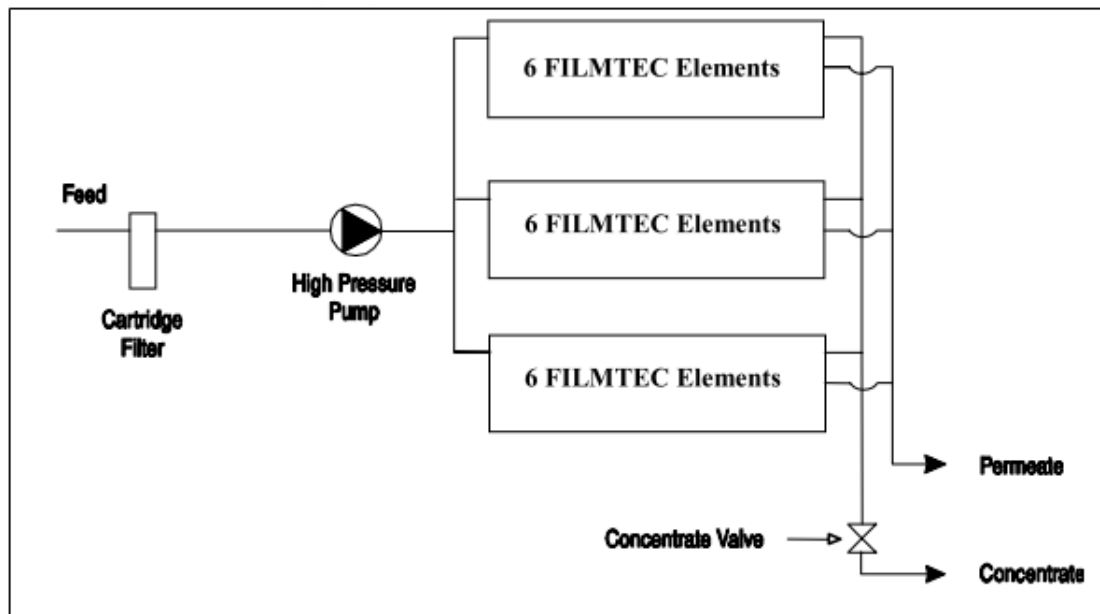 6 FILMTEC Elements
Feed
6 FILMTEC Elements
High Pressure
Pump
Cartridge
Filter
6 FILMTEC Elements
Permeate
Concentrate Valve
Concentrate